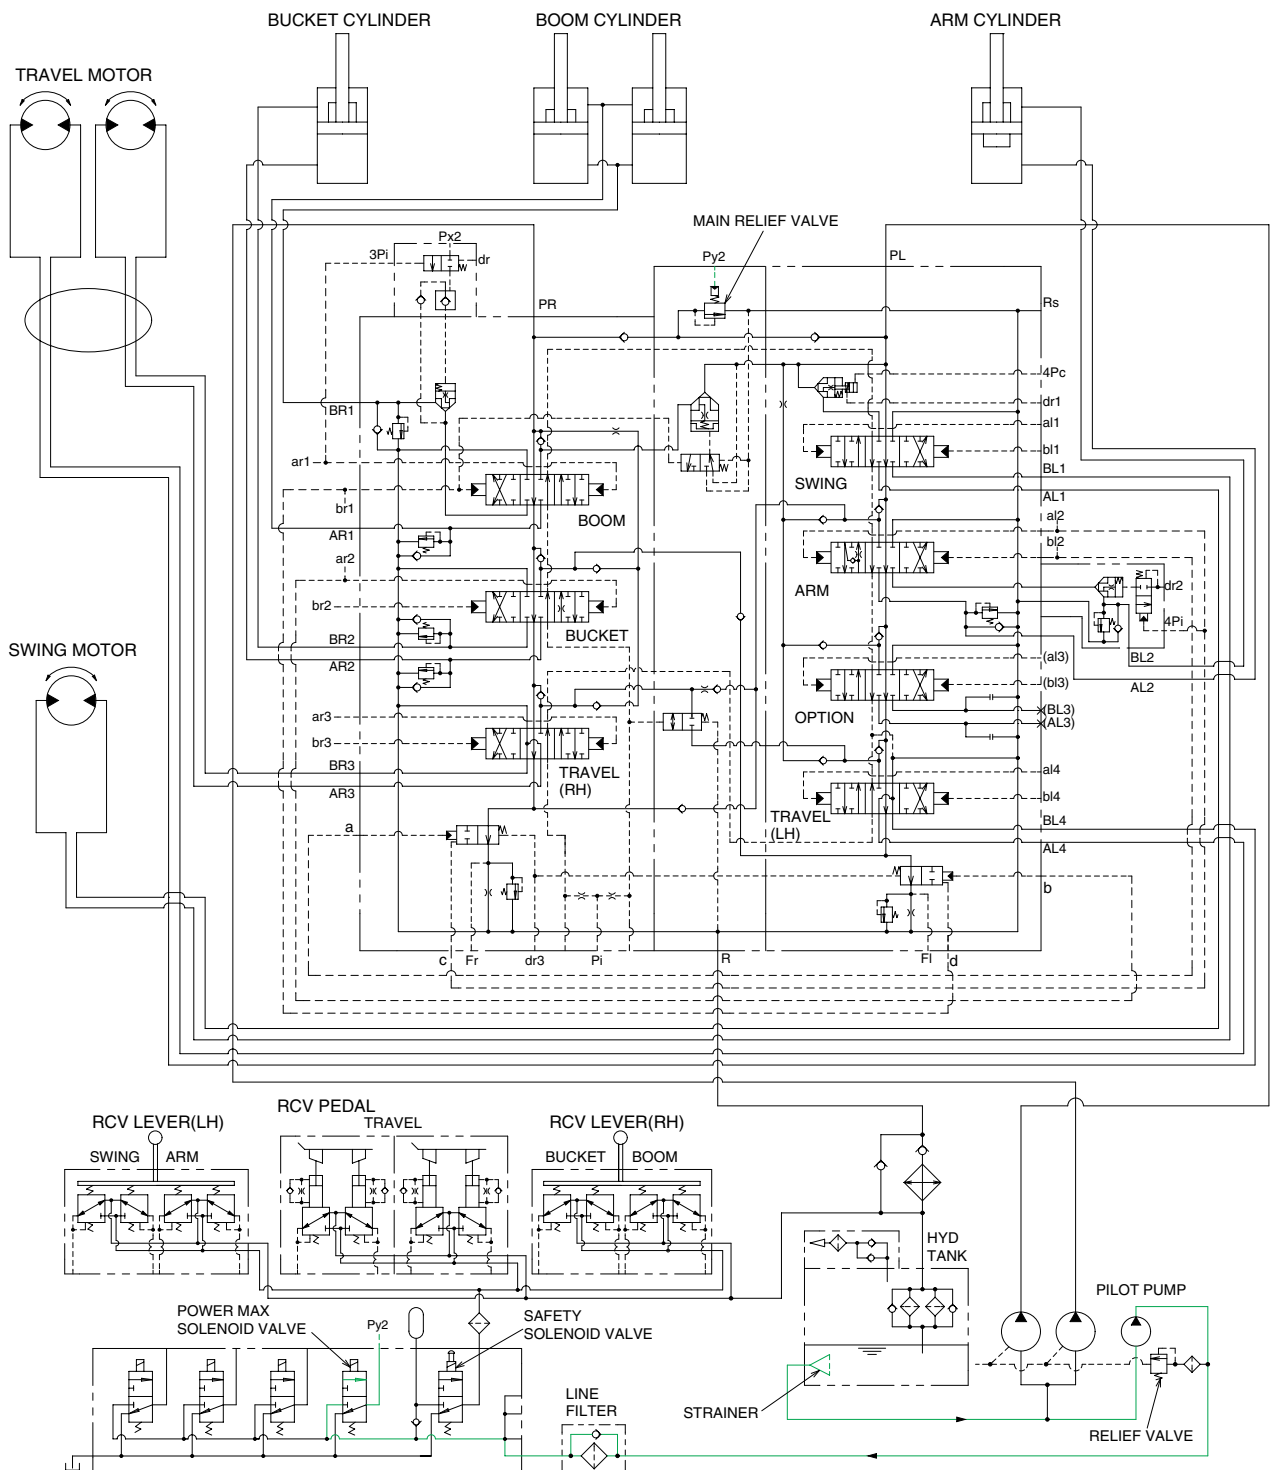 BUCKET CYLINDER
BOOM CYLINDER
ARM CYLINDER
TRAVEL MOTOR
MAIN RELIEF VALVE
Px2
3Pi
dr
Py2
PL
PR
Rs
4Pc
dr1
BR1
al1
bl1
ar1
BL1
SWING
AL1
br1
BOOM
al2
AR1
bl2
ar2
dr2
ARM
br2
4Pi
BUCKET
BR2
BL2
SWING MOTOR
(al3)
AR2
AL2
(bl3)
ar3
(BL3)
OPTION
(AL3)
br3
BR3
TRAVEL
(RH)
al4
AR3
bl4
TRAVEL
(LH)
BL4
a
AL4
b
c
Fr
dr3
Pi
R
Fl
d
RCV LEVER(LH)
RCV PEDAL
RCV LEVER(RH)
TRAVEL
SWING
ARM
BUCKET
BOOM
HYD
TANK
PILOT PUMP
POWER MAX
SOLENOID VALVE
Py2
SAFETY
SOLENOID VALVE
LINE
FILTER
STRAINER
RELIEF VALVE